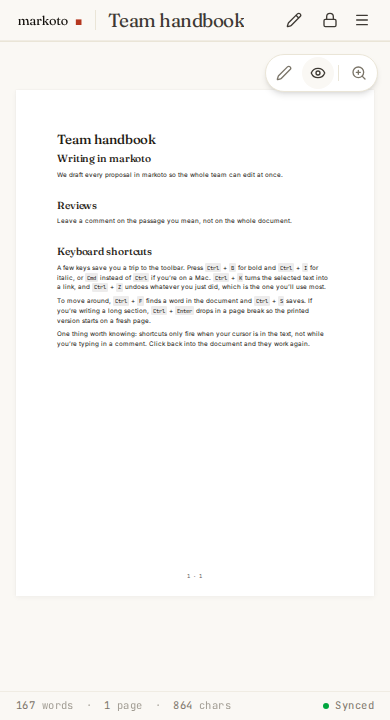 markoto
Team handbook
Team handbook
Writing in markoto
We draft every proposal in markoto so the whole team can edit at once.
Reviews
Leave a comment on the passage you mean, not on the whole document.
Keyboard shortcuts
A few keys save you a trip to the toolbar. Press Ctrl + B for bold and Ctrl + I for
italic, or Cmd instead of Ctrl if you're on a Mac. Ctrl + K turns the selected text into
a link, and Ctrl + Z undoes whatever you just did, which is the one you'll use most.
To move around, Ctrl + F finds a word in the document and Ctrl + S saves. If
you're writing a long section, Ctrl + Enter drops in a page break so the printed
version starts on a fresh page.
One thing worth knowing: shortcuts only fire when your cursor is in the text, not while
you're typing in a comment. Click back into the document and they work again.
1 - 1
167 words · 1 page · 864 chars
Synced